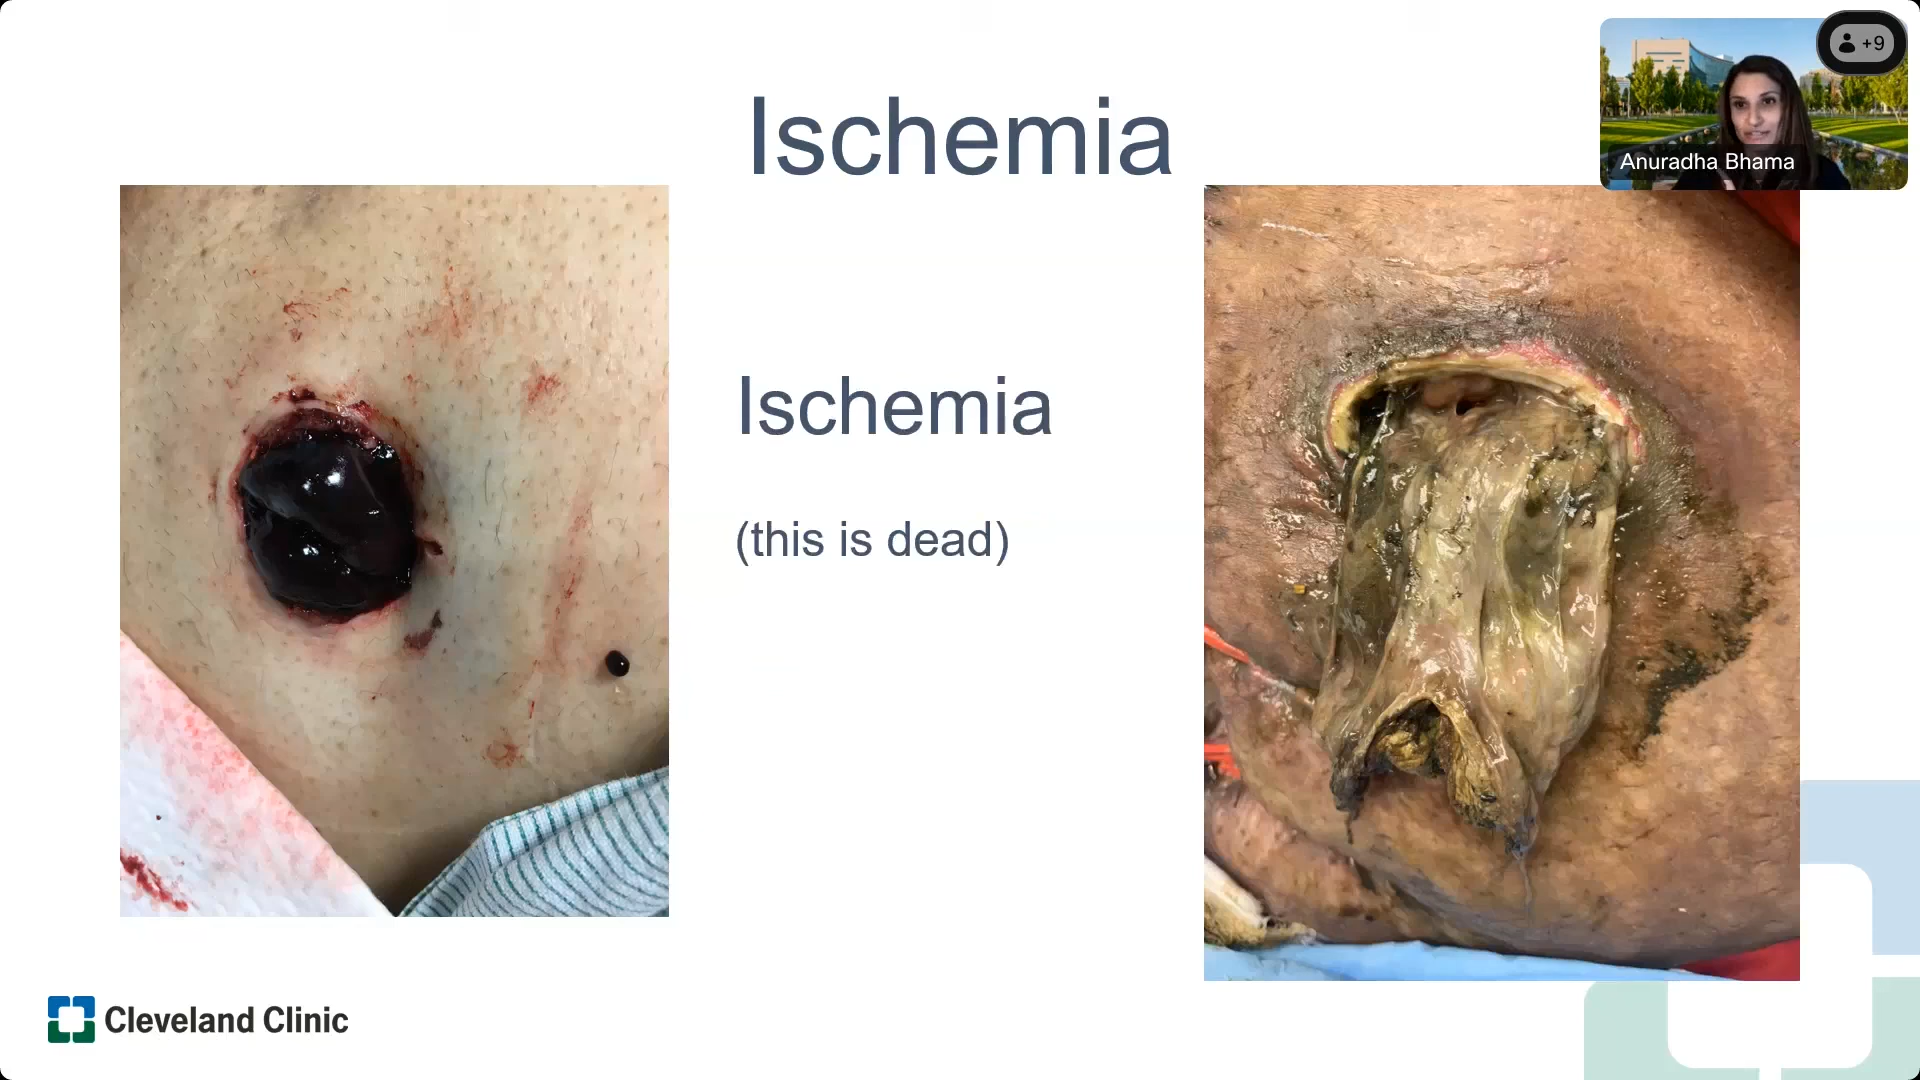 Ischemia
+9
Anuradha Bhama
Ischemia
(this is dead)
Cleveland Clinic